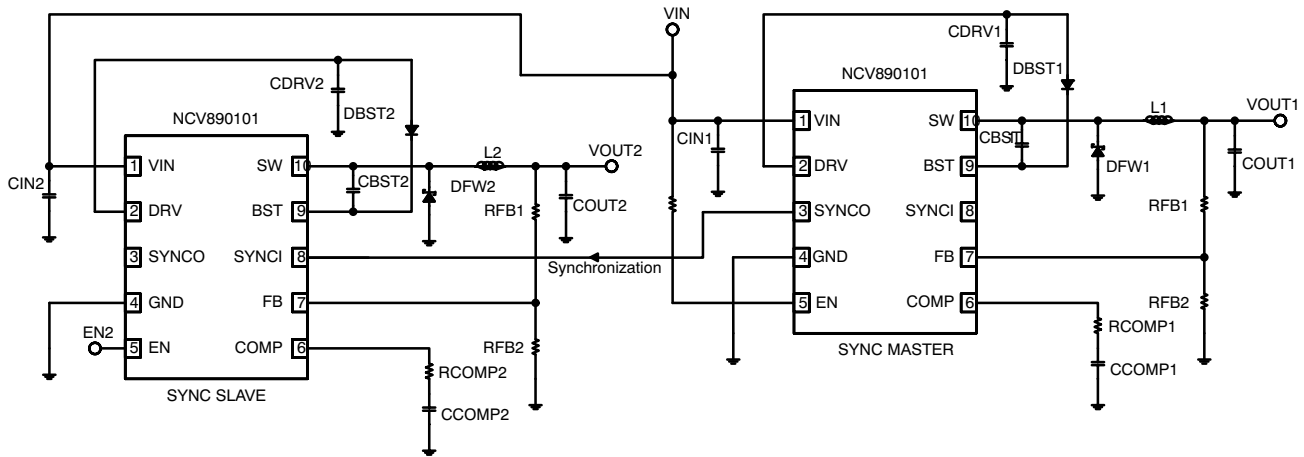 VIN
CDRV1
DBST1
NCV890101
CDRV2
DBST2
NCV890101
CIN2
1 VIN
2 DRV
3 SYNCO
4 GND
5 EN
SW 10
BST 9
SYNCI 8
FB 7
COMP 6
EN2
SYNC SLAVE
CBST2
L2
DFW2
VOUT2
RFB1
COUT2
RFB2
RCOMP2
CCOMP2
Synchronization
CIN1
1 VIN
2 DRV
3 SYNCO
4 GND
5 EN
SW 10
BST 9
SYNCI 8
FB 7
COMP 6
SYNC MASTER
L1
VOUT1
DFW1
COUT1
RFB1
RFB2
RCOMP1
CCOMP1